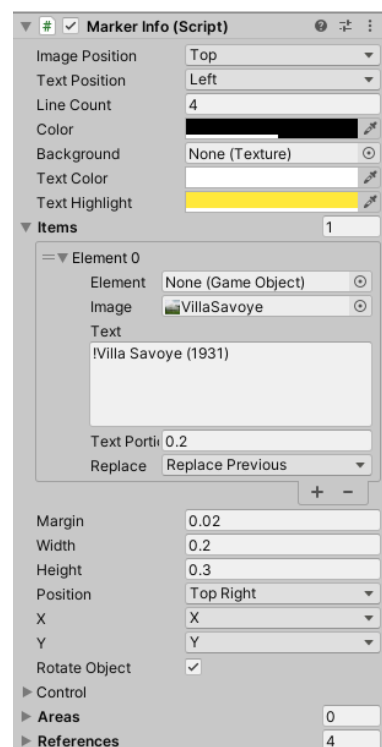 Marker Info (Script)
Image Position Top
Text Position Left
Line Count 4
Color
Background None (Texture)
Text Color
Text Highlight
Items 1
Element 0
Element None (Game Object)
Image VillaSavoye
Text
!Villa Savoye (1931)
Text Porti 0.2
Replace Replace Previous
+ -
Margin 0.02
Width 0.2
Height 0.3
Position Top Right
X X
Y Y
Rotate Object
Control
Areas 0
References 4